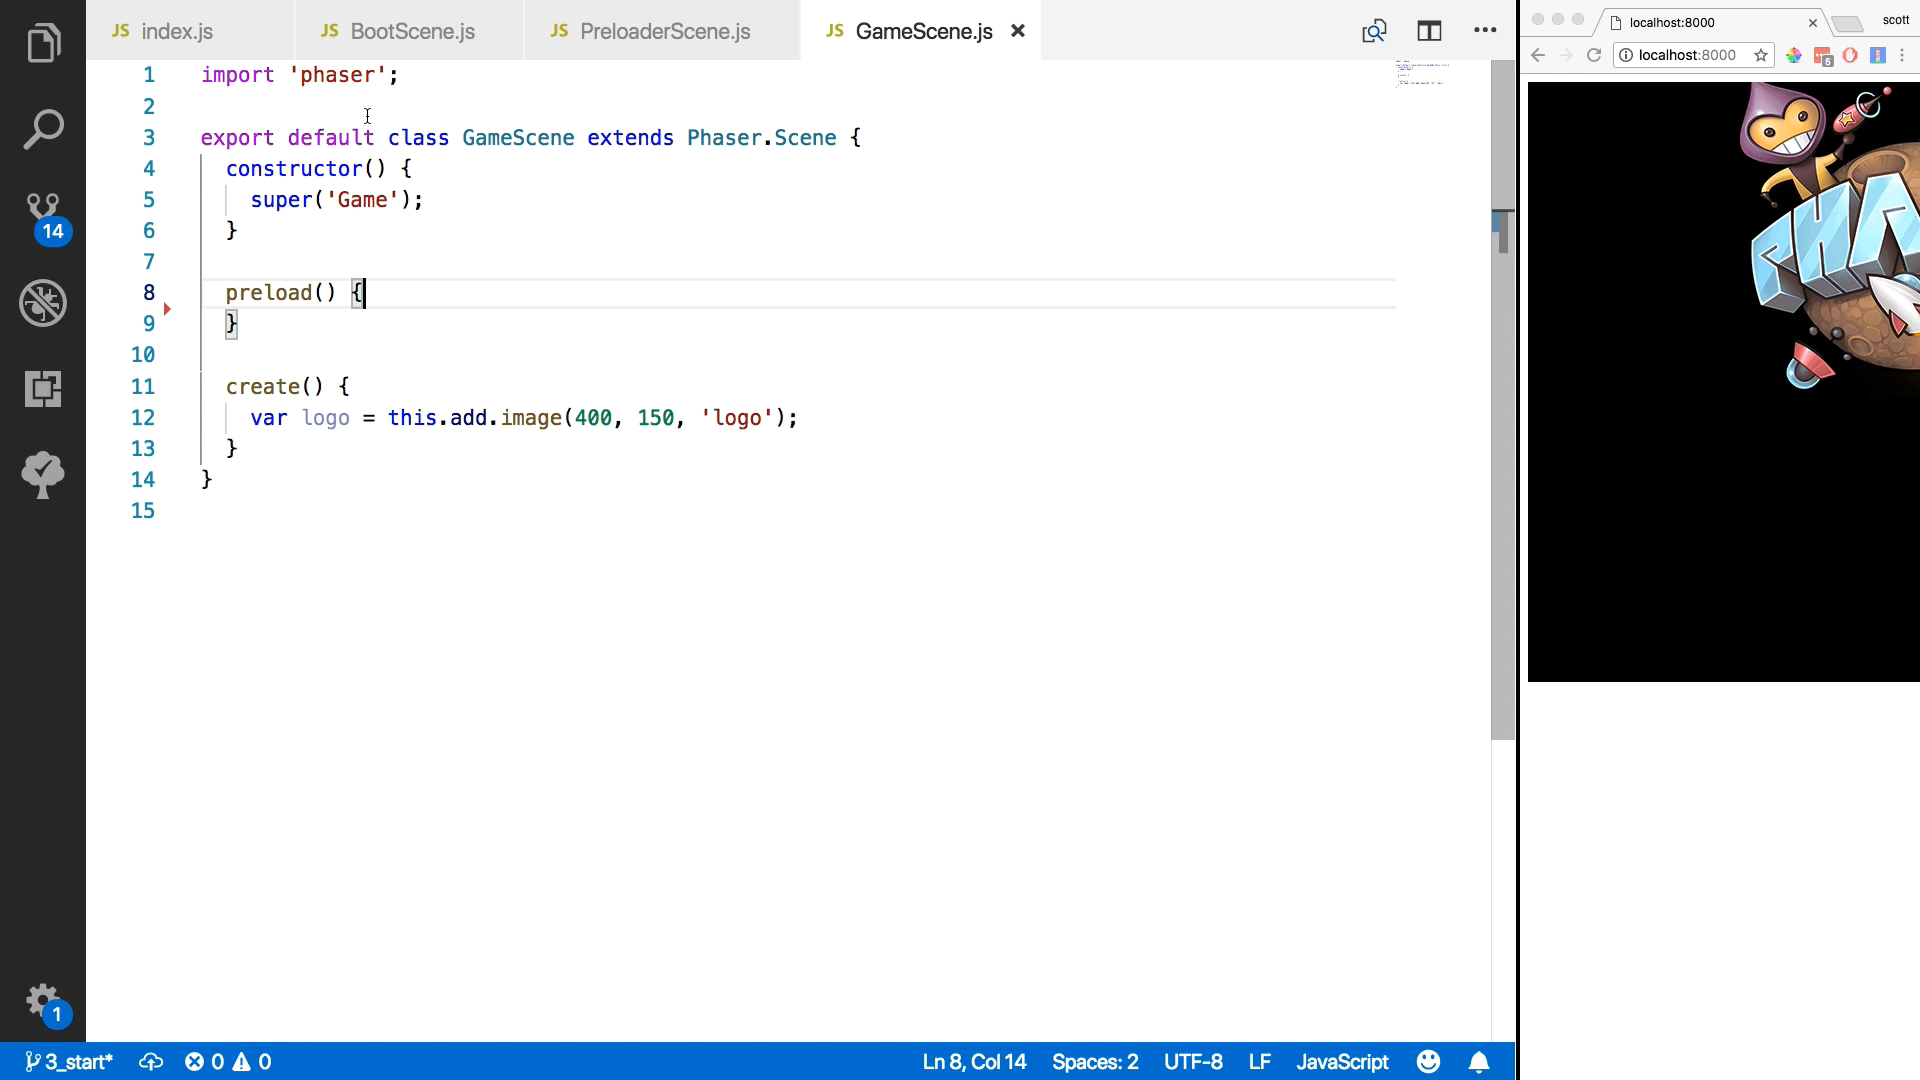 JS index.js
JS BootScene.js
JS PreloaderScene.js
JS GameScene.js
localhost:8000
scott
localhost:8000
5
1 import 'phaser';
2
3 export default class GameScene extends Phaser.Scene {
4 constructor() {
5 super('Game');
6 }
7
8 preload() {
9 }
10
11 create() {
12 var logo = this.add.image(400, 150, 'logo');
13 }
14 }
15
14
1
3_start*
0
0
Ln 8, Col 14
Spaces: 2
UTF-8
LF
JavaScript